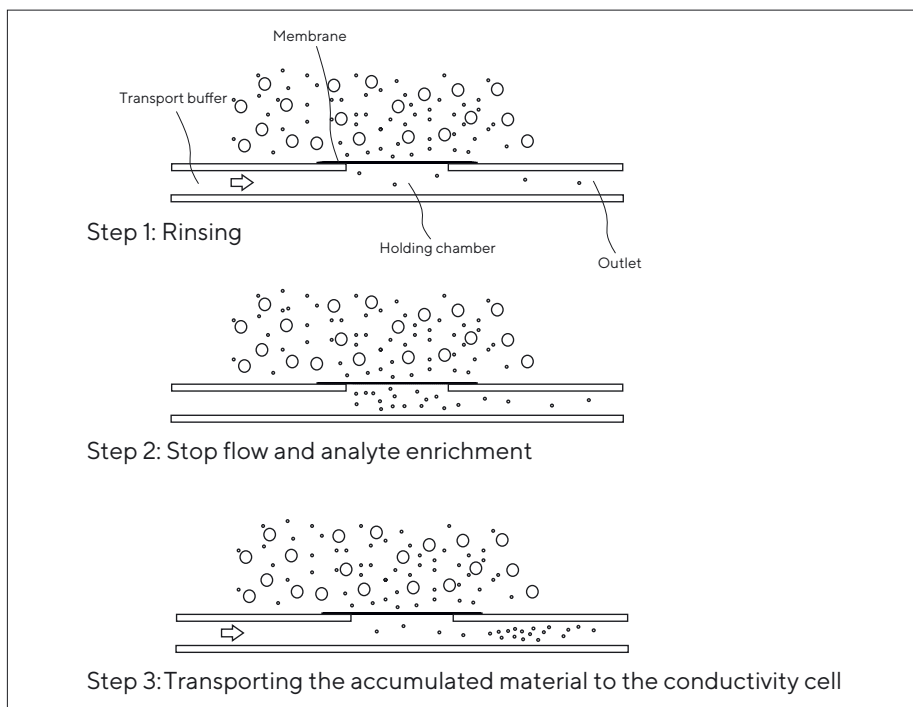 Membrane
Transport buffer
Step 1: Rinsing
Holding chamber
Outlet
Step 2: Stop flow and analyte enrichment
Step 3: Transporting the accumulated material to the conductivity cell